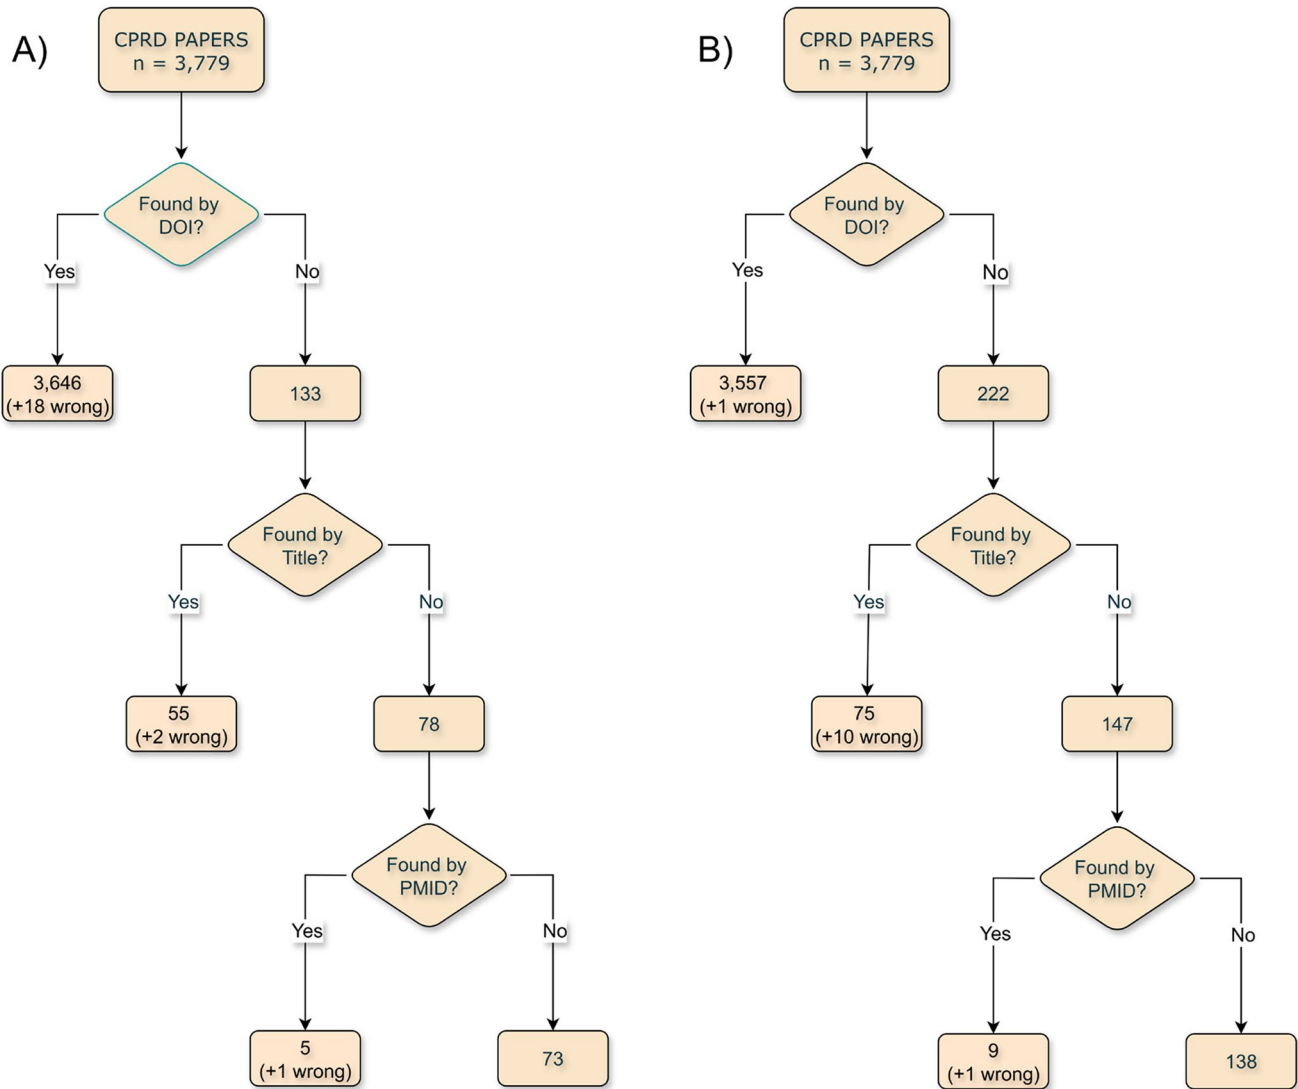 A)
CPRD PAPERS
n = 3,779
Found by
DOI?
Yes
No
3,646
(+18 wrong)
133
Found by
Title?
Yes
No
55
(+2 wrong)
78
Found by
PMID?
Yes
No
5
(+1 wrong)
73
B)
CPRD PAPERS
n = 3,779
Found by
DOI?
Yes
No
3,557
(+1 wrong)
222
Found by
Title?
Yes
No
75
(+10 wrong)
147
Found by
PMID?
Yes
No
9
(+1 wrong)
138